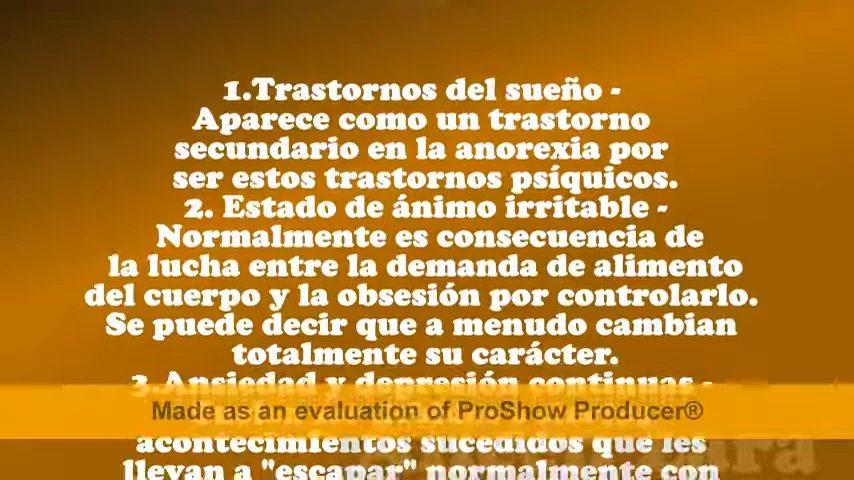 1.Trastornos del sueño -
Aparece como un trastorno
secundario en la anorexia por
ser estos trastornos psíquicos.
2. Estado de ánimo irritable -
Normalmente es consecuencia de
la lucha entre la demanda de alimento
del cuerpo y la obsesión por controlarlo.
Se puede decir que a menudo cambian
totalmente su carácter.
3.Ansiedad y depresión continuas -
Made as an evaluation of ProShow Producer®
acontecimientos sucedidos que les
llevan a "escapar" normalmente con